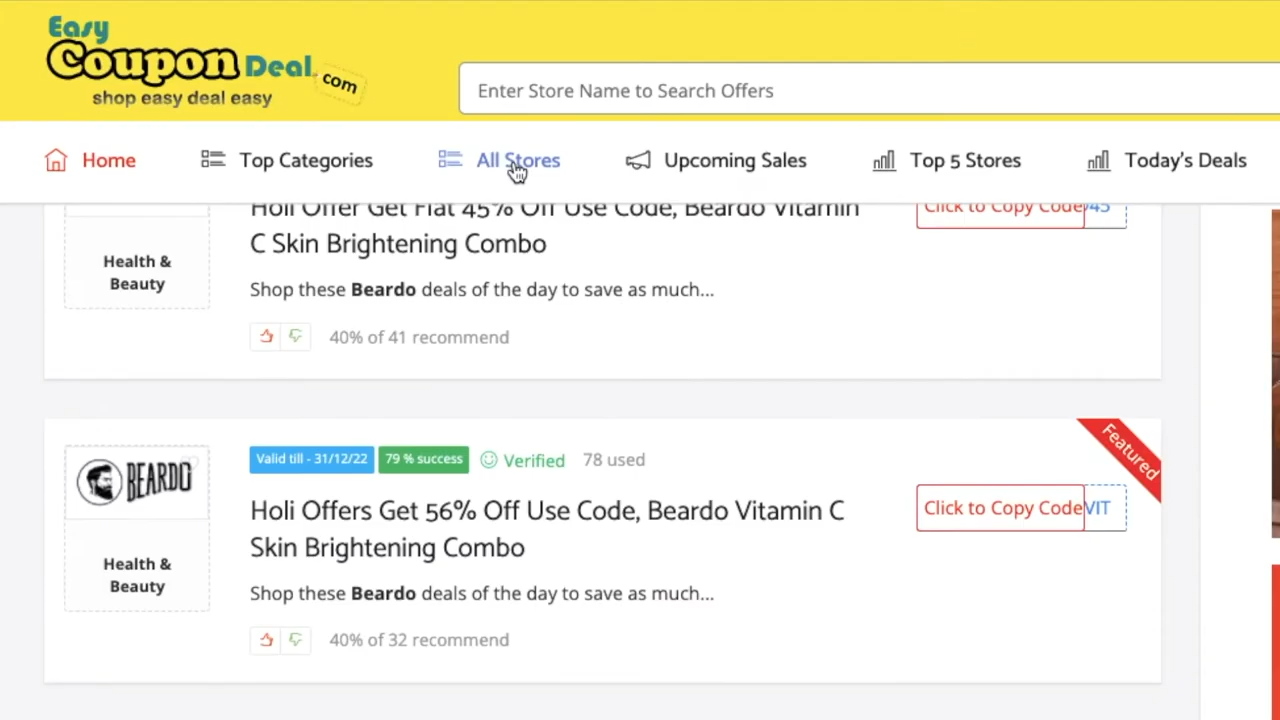 Easy
Coupon Deal .com
shop easy deal easy
Enter Store Name to Search Offers
Home
Top Categories
All Stores
Upcoming Sales
Top 5 Stores
Today's Deals
Holi Offer Get Flat 45% Off Use Code, Beardo Vitamin
C Skin Brightening Combo
Click to Copy Code
Health &
Beauty
Shop these Beardo deals of the day to save as much...
40% of 41 recommend
BEARDO
Valid till - 31/12/22
79 % success
Verified
78 used
Featured
Holi Offers Get 56% Off Use Code, Beardo Vitamin C
Skin Brightening Combo
Click to Copy Code
VIT
Health &
Beauty
Shop these Beardo deals of the day to save as much...
40% of 32 recommend